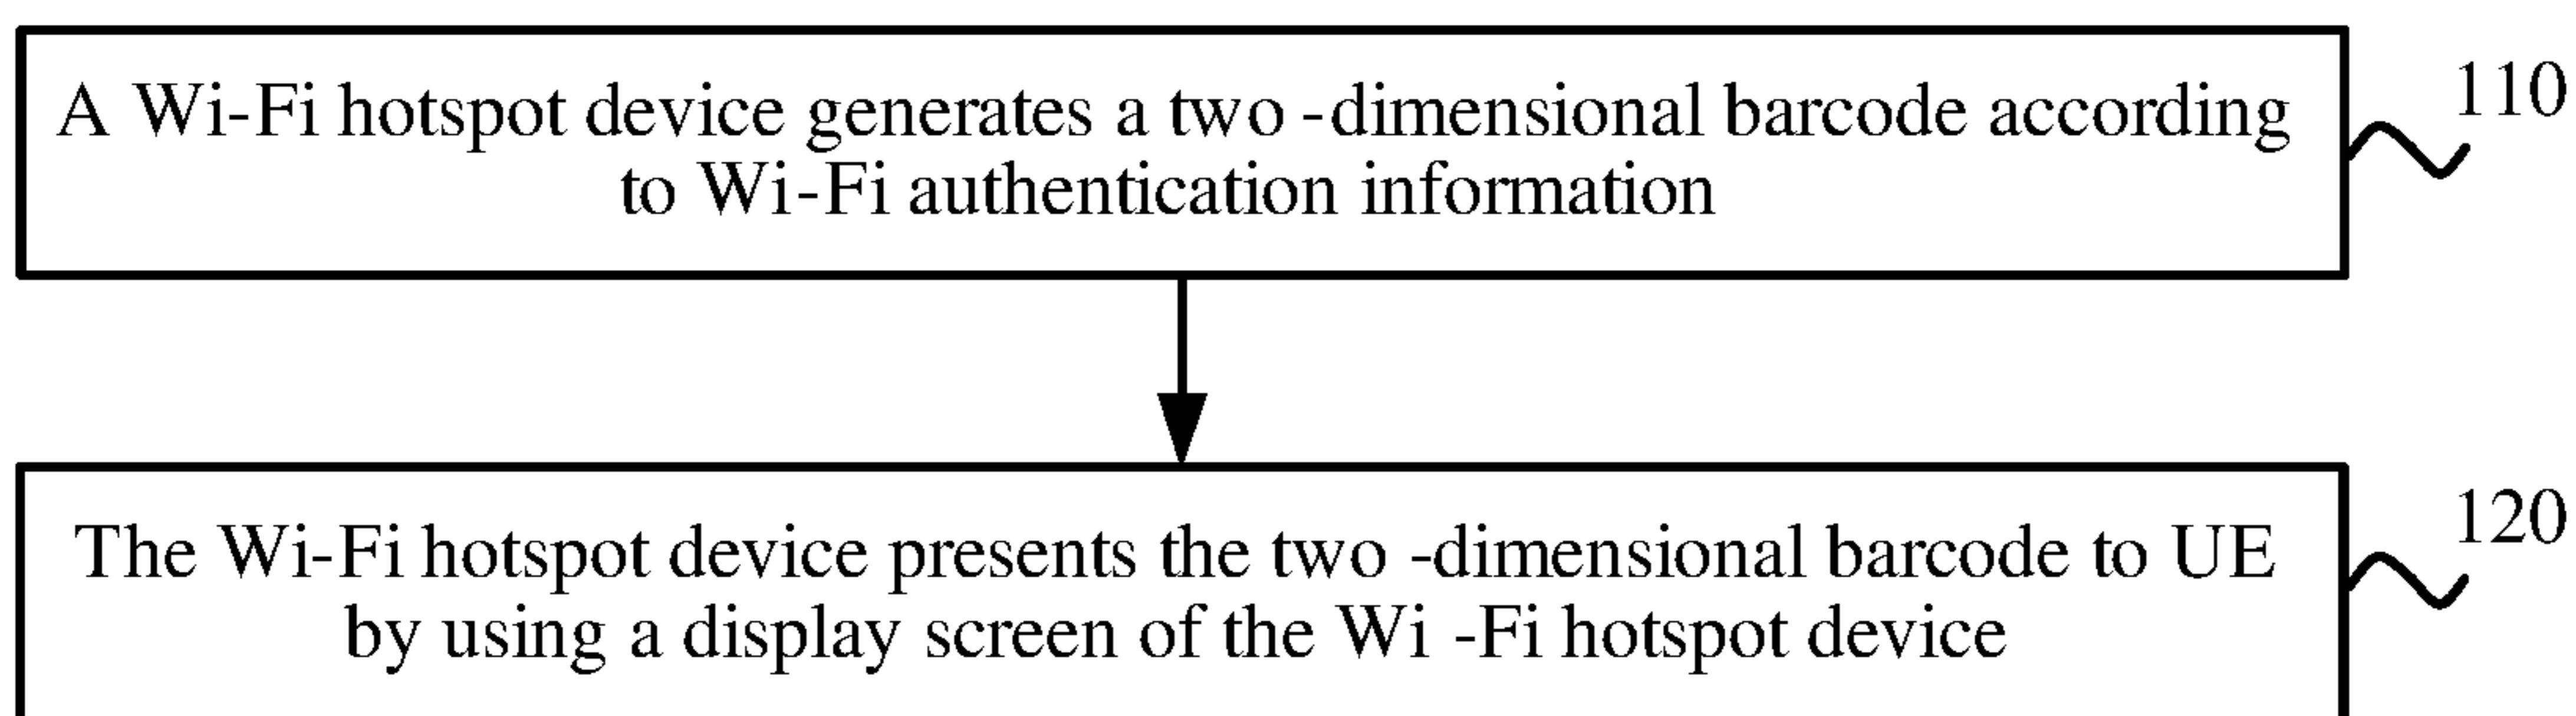 A Wi-Fi hotspot device generates a two -dimensional barcode according
to Wi-Fi authentication information
110
The Wi-Fi hotspot device presents the two -dimensional barcode to UE
by using a display screen of the Wi -Fi hotspot device
120